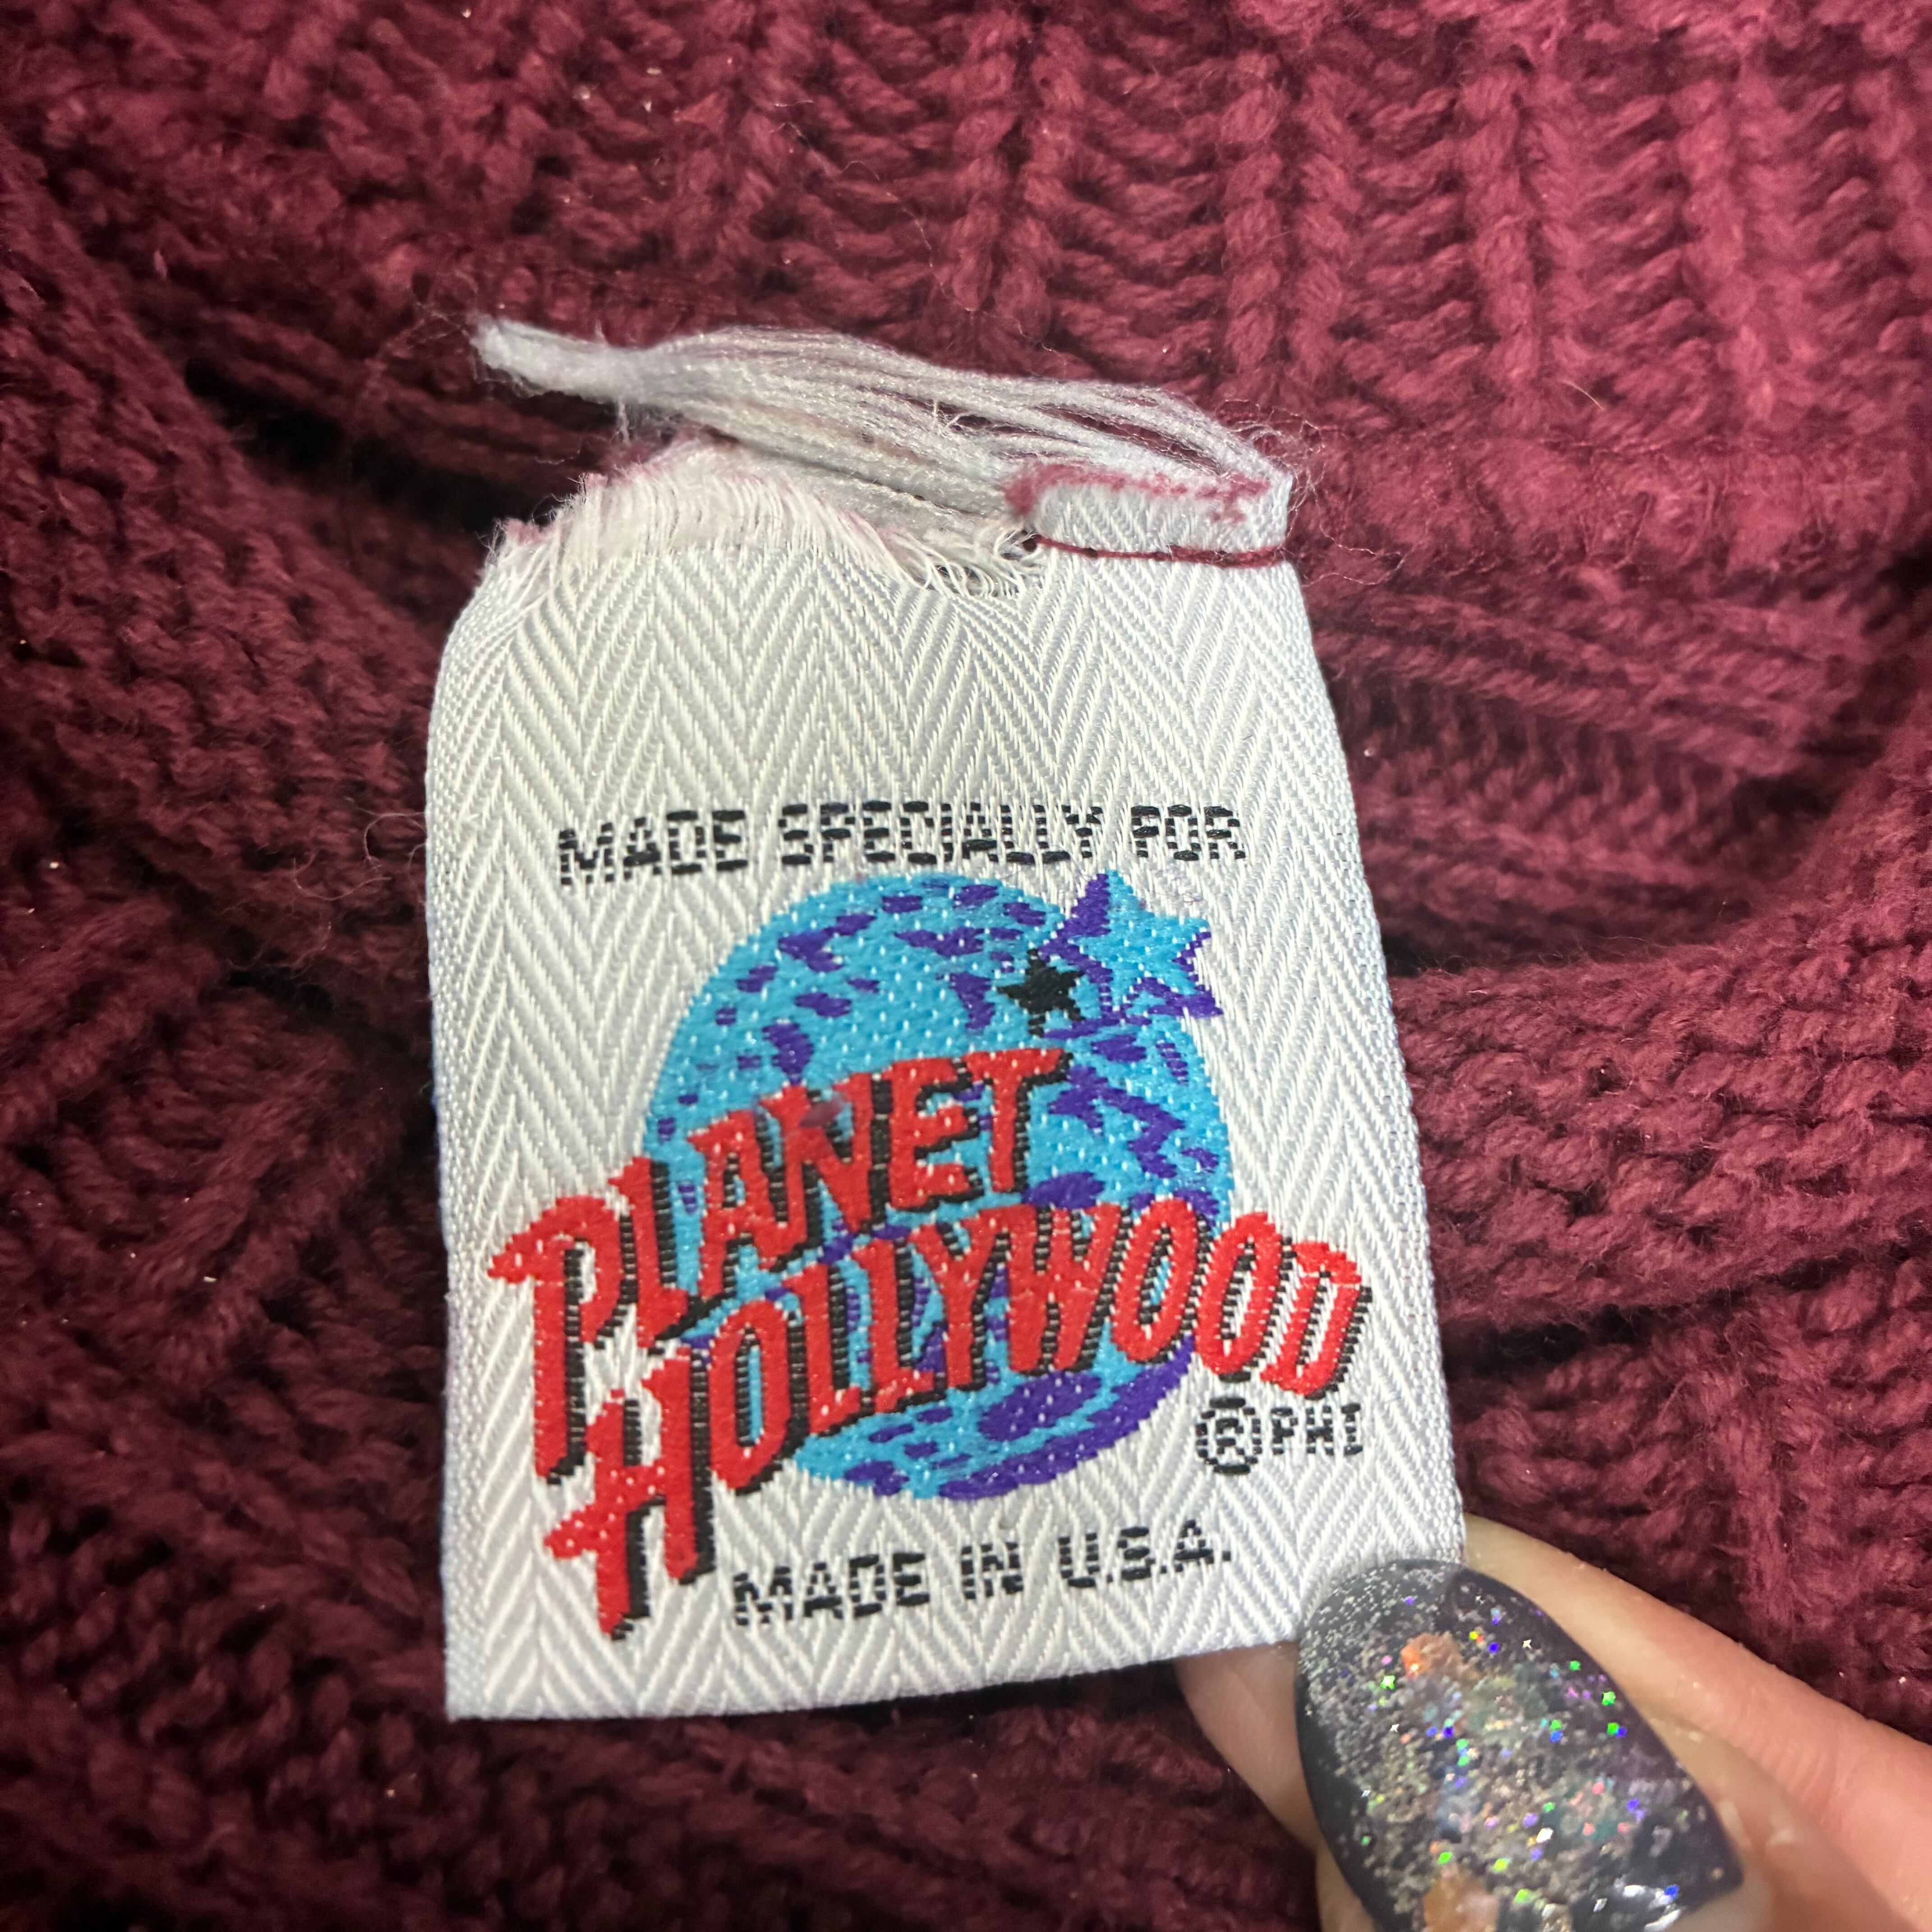 MADE SPECIALLY FOR
PLANET
HOLLYWOOD
®PHI
MADE IN U.S.A.